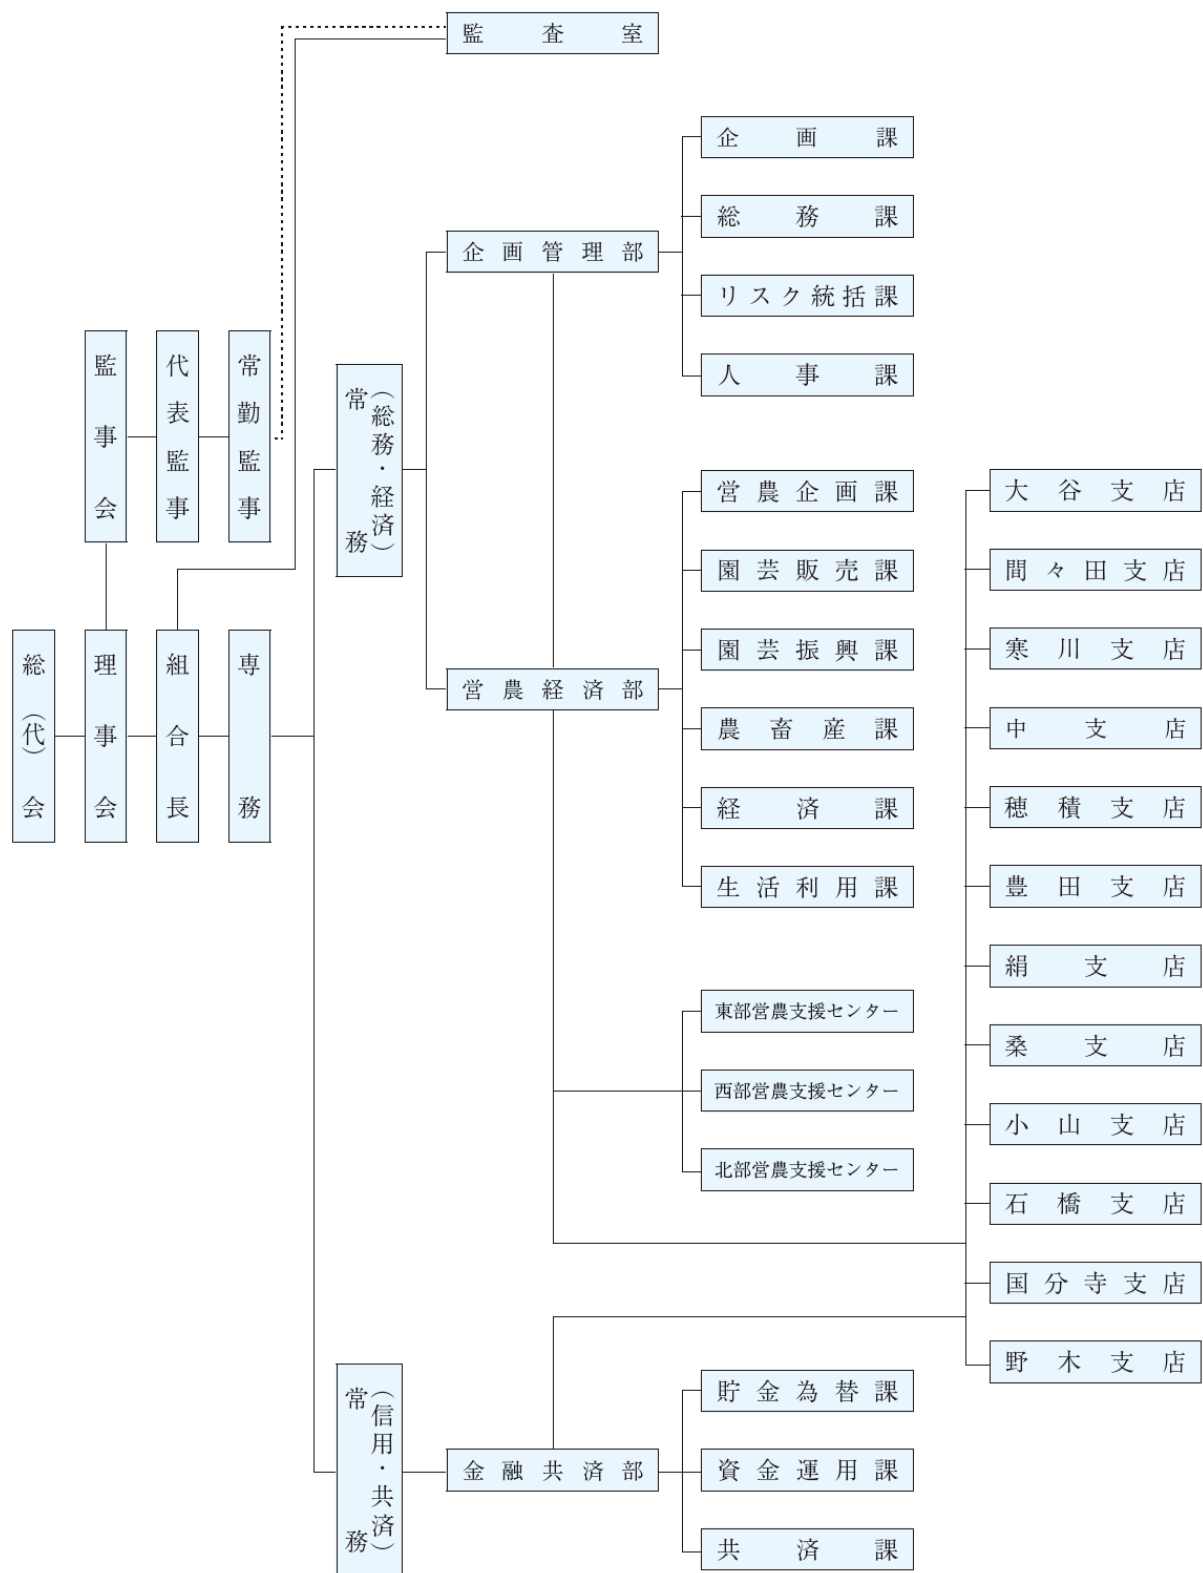 監査室
企画課
総務課
企画管理部
リスク統括課
人事課
監事会
代表監事
常勤監事
常務
(総務・経済)
営農企画課
園芸販売課
園芸振興課
営農経済部
農畜産課
経済課
生活利用課
総(代)会
理事会
組合長
専務
東部営農支援センター
西部営農支援センター
北部営農支援センター
大谷支店
間々田支店
寒川支店
中支店
穂積支店
豊田支店
絹支店
桑支店
小山支店
石橋支店
国分寺支店
野木支店
常務
(信用・共済)
金融共済部
貯金為替課
資金運用課
共済課